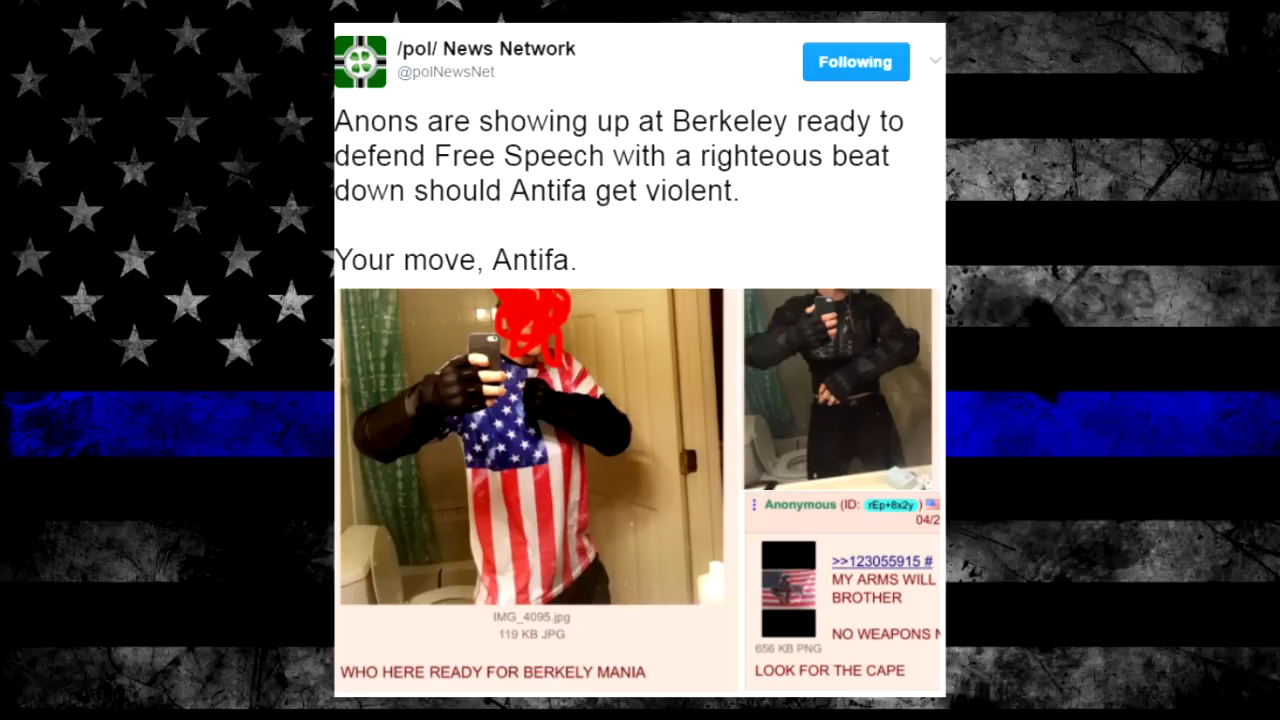 /pol/ News Network
@polNewsNet
Following
Anons are showing up at Berkeley ready to
defend Free Speech with a righteous beat
down should Antifa get violent.
Your move, Antifa.
IMG_4095.jpg
119 KB JPG
WHO HERE READY FOR BERKELY MANIA
Anonymous (ID: rEp+8x2y)
04/2
>>123055915 #
MY ARMS WILL
BROTHER
NO WEAPONS
656 KB PNG
LOOK FOR THE CAPE